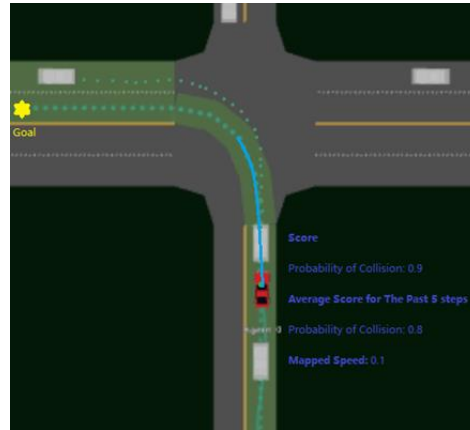 Goal
Score
Probability of Collision: 0.9
Average Score for The Past 5 steps
Probability of Collision: 0.8
Mapped Speed: 0.1